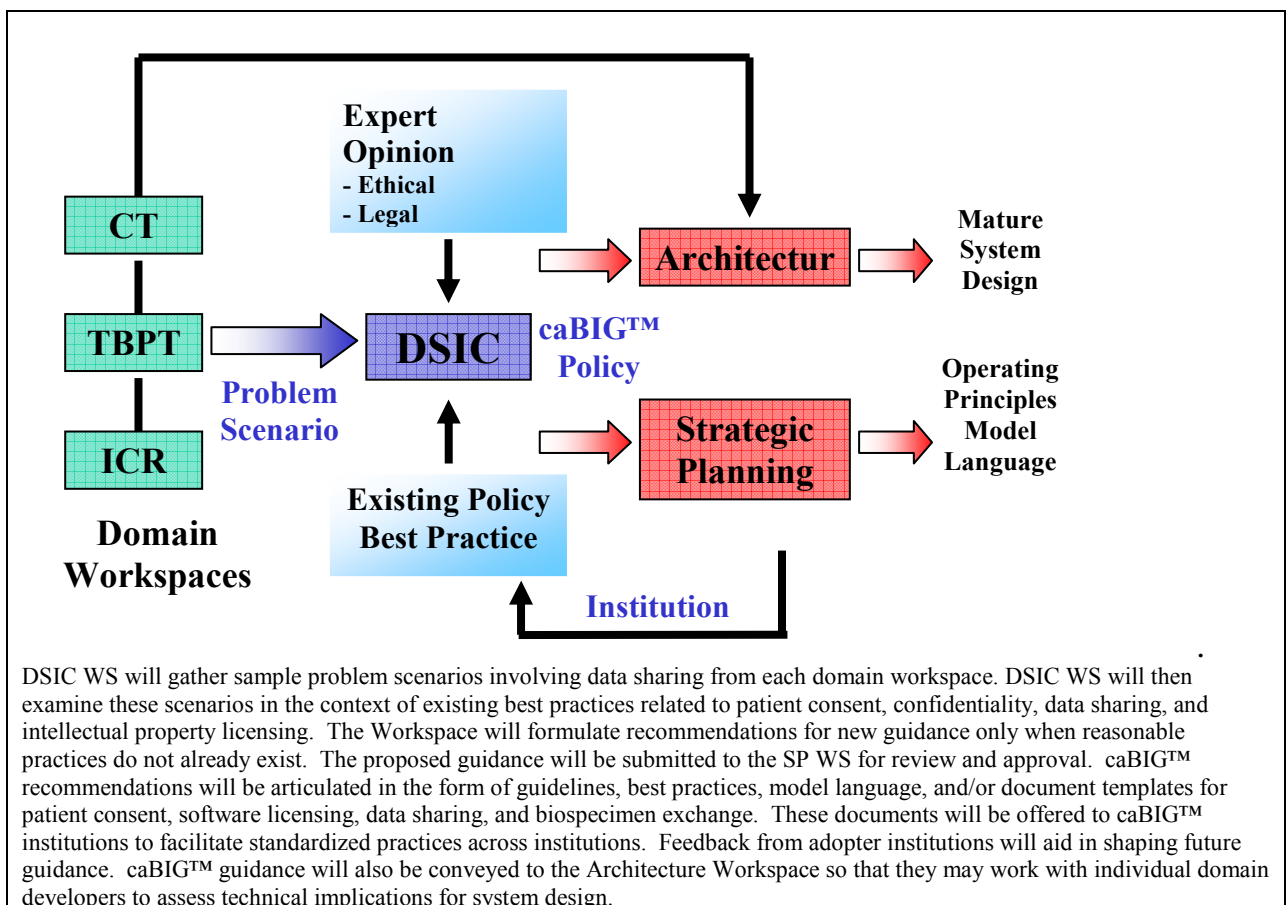 Expert
Opinion
- Ethical
- Legal
CT
TBPT
ICR
Domain
Workspaces
Problem
Scenario
DSIC
caBIG™
Policy
Existing Policy
Best Practice
Architectur
Mature
System
Design
Strategic
Planning
Operating
Principles
Model
Language
Institution
.
DSIC WS will gather sample problem scenarios involving data sharing from each domain workspace. DSIC WS will then
examine these scenarios in the context of existing best practices related to patient consent, confidentiality, data sharing, and
intellectual property licensing.  The Workspace will formulate recommendations for new guidance only when reasonable
practices do not already exist.  The proposed guidance will be submitted to the SP WS for review and approval.  caBIG™
recommendations will be articulated in the form of guidelines, best practices, model language, and/or document templates for
patient consent, software licensing, data sharing, and biospecimen exchange.  These documents will be offered to caBIG™
institutions to facilitate standardized practices across institutions.  Feedback from adopter institutions will aid in shaping future
guidance.  caBIG™ guidance will also be conveyed to the Architecture Workspace so that they may work with individual domain
developers to assess technical implications for system design.